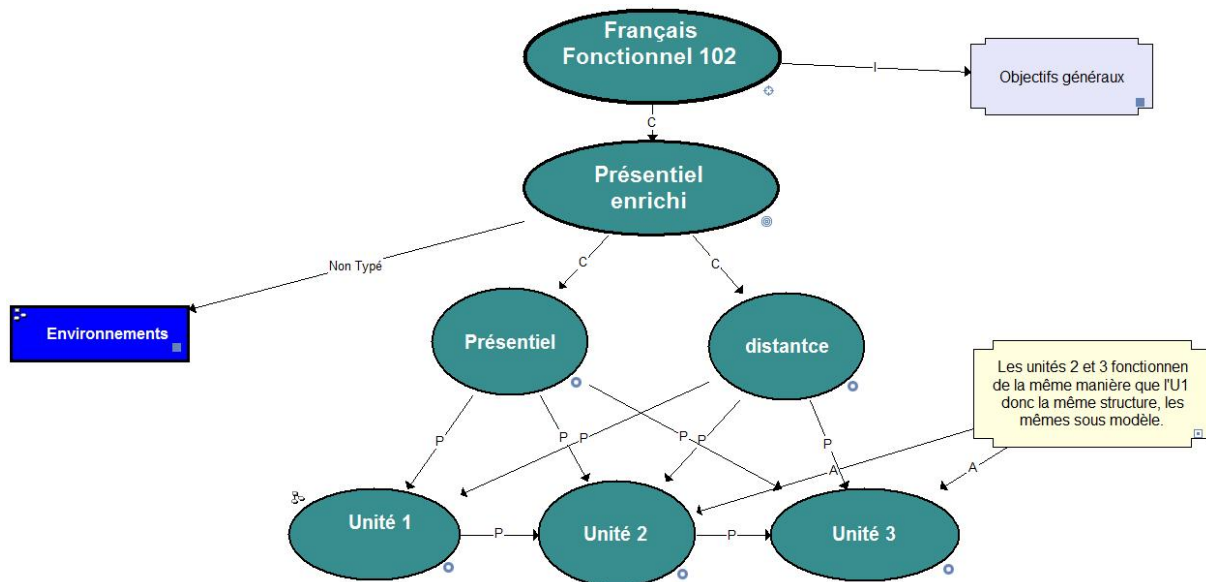 Français
Fonctionnel 102
I
Objectifs généraux
C
Présentiel
enrichi
Non Typé
C
C
Environnements
Présentiel
distantce
Les unités 2 et 3 fonctionnen
de la même manière que l'U1
donc la même structure, les
mêmes sous modèle.
P
P
P
P
P
P
A
A
Unité 1
P
Unité 2
P
Unité 3